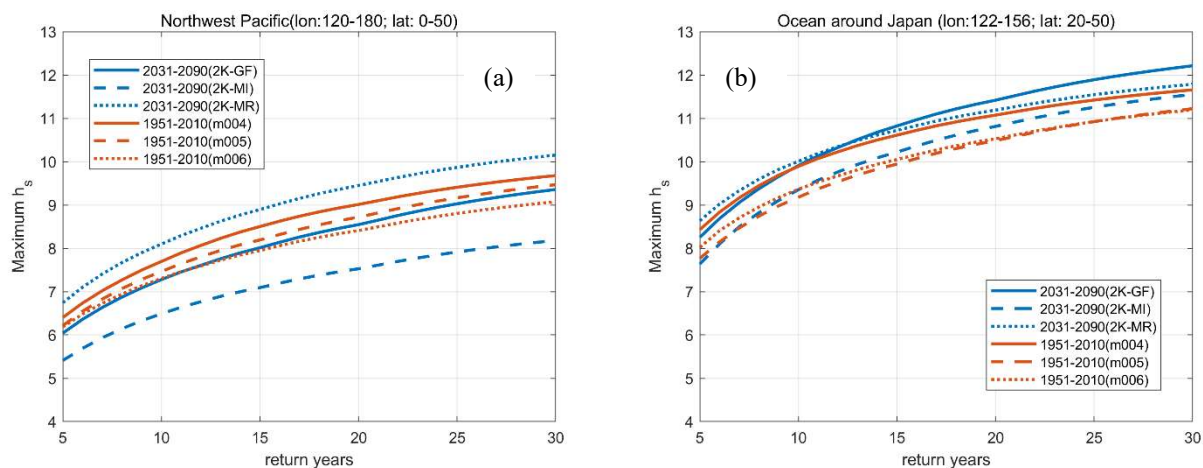 Northwest Pacific(lon:120-180; lat: 0-50)
13
12
11
10
9
8
7
6
5
4
Maximum hs
2031-2090(2K-GF)
2031-2090(2K-MI)
2031-2090(2K-MR)
1951-2010(m004)
1951-2010(m005)
1951-2010(m006)
(a)
5 10 15 20 25 30
return years
Ocean around Japan (lon:122-156; lat: 20-50)
13
12
11
10
9
8
7
6
5
4
Maximum hs
(b)
2031-2090(2K-GF)
2031-2090(2K-MI)
2031-2090(2K-MR)
1951-2010(m004)
1951-2010(m005)
1951-2010(m006)
5 10 15 20 25 30
return years